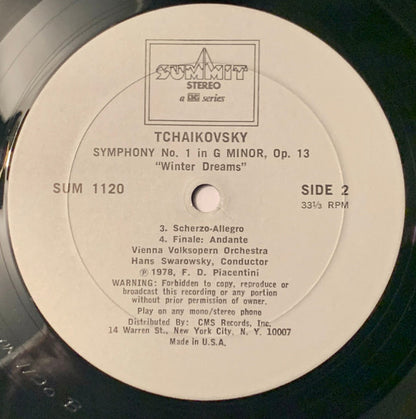 SUMMIT
STEREO
a CMS series
TCHAIKOVSKY
SYMPHONY No. 1 in G MINOR, Op. 13
"Winter Dreams"
SUM 1120
SIDE 2
33⅓ RPM
3. Scherzo-Allegro
4. Finale: Andante
Vienna Volksopern Orchestra
Hans Swarowsky, Conductor
℗ 1978, F. D. Piacentini
WARNING: Forbidden to copy, reproduce or
broadcast this recording or any portion
without prior permission of owner.
Play on any mono/stereo phono
Distributed By: CMS Records, Inc.
14 Warren St., New York City, N. Y. 10007
Made in U.S.A.